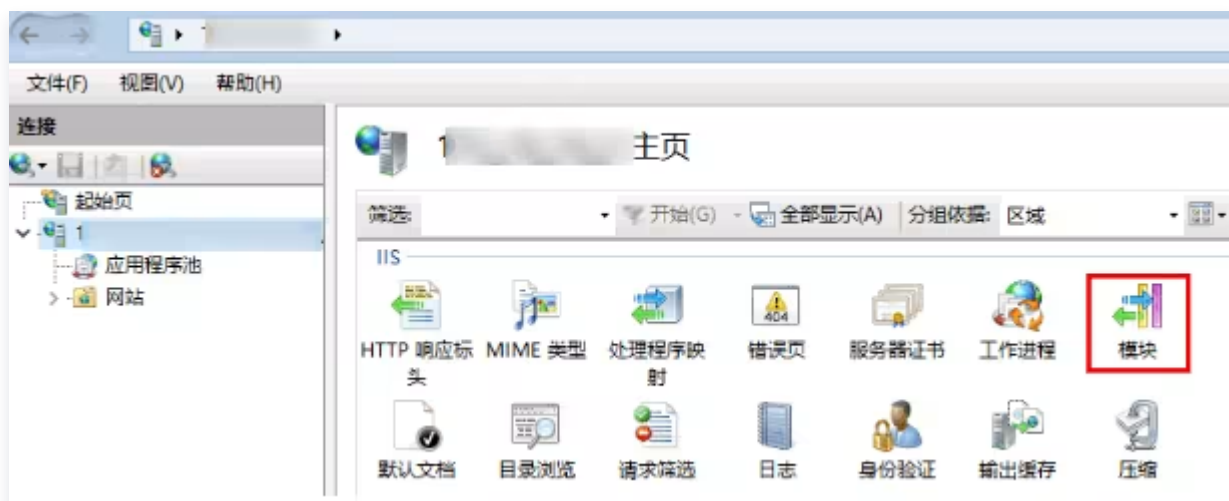 文件(F) 视图(V) 帮助(H)
连接
起始页
1
应用程序池
网站
1 主页
筛选: 开始(G) 全部显示(A) 分组依据: 区域
IIS
HTTP 响应标头 MIME 类型 处理程序映射 错误页 服务器证书 工作进程 模块
404
默认文档 目录浏览 请求筛选 日志 身份验证 输出缓存 压缩